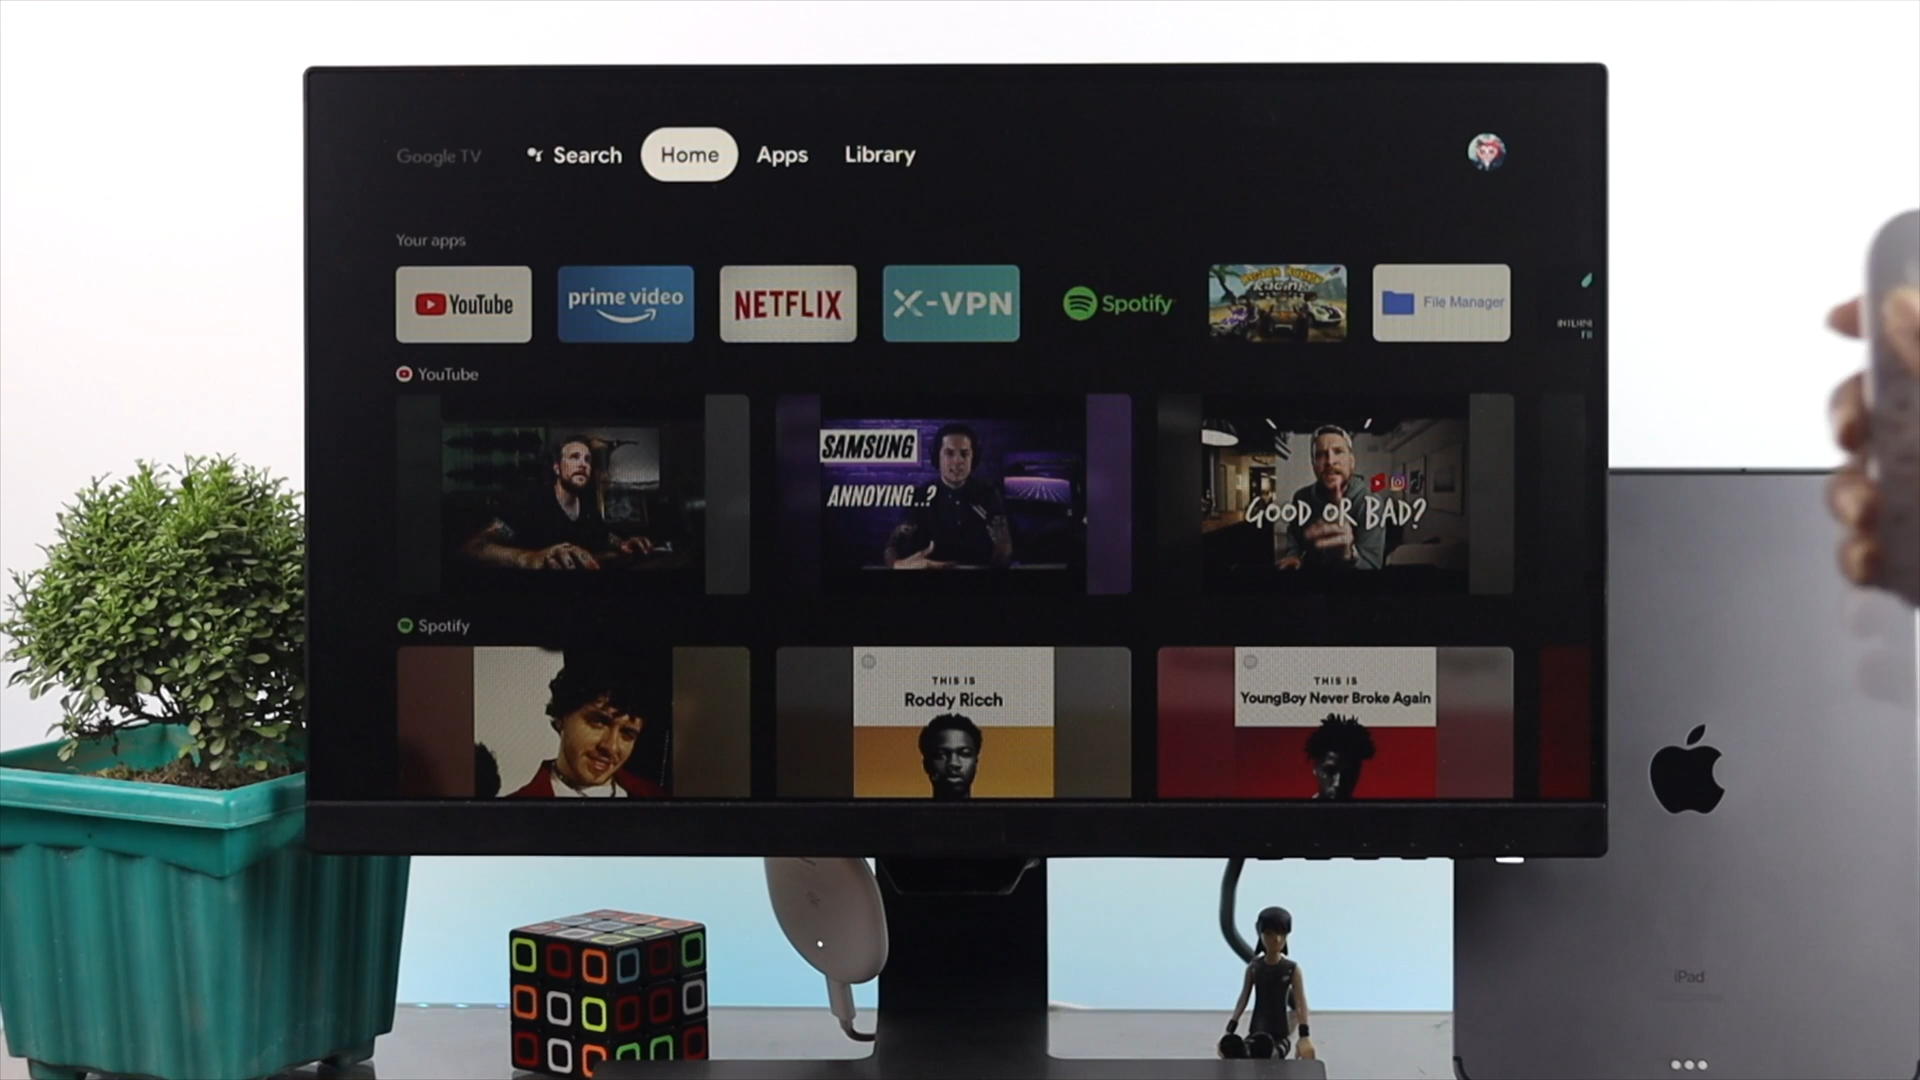 Google TV
Search
Home
Apps
Library
Your apps
YouTube
prime video
NETFLIX
X-VPN
Spotify
File Manager
YouTube
SAMSUNG
ANNOYING..?
GOOD OR BAD?
Spotify
THIS IS
Roddy Ricch
THIS IS
YoungBoy Never Broke Again
iPad